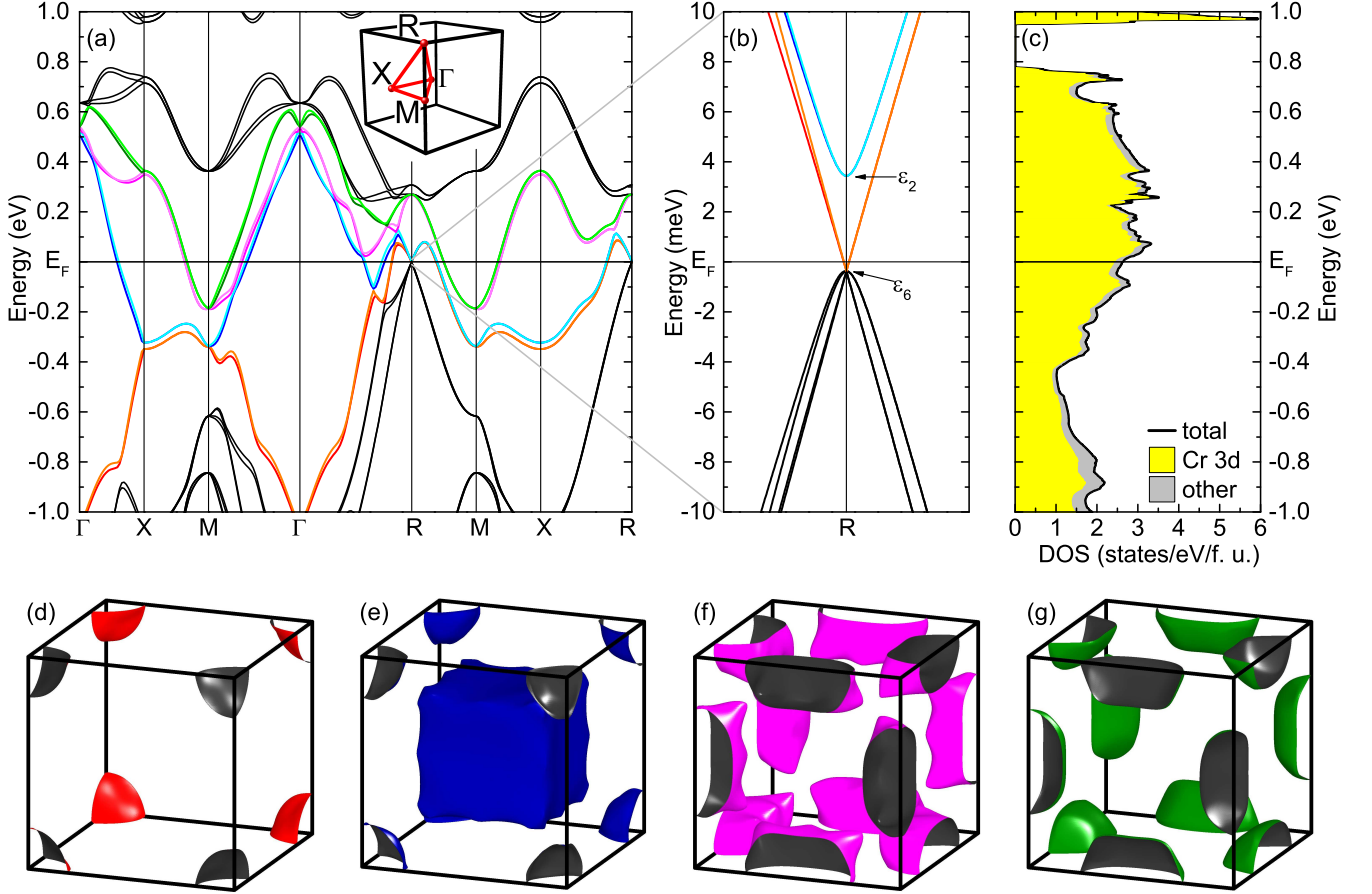 (a)
R
X
Γ
M
1.0
0.8
0.6
0.4
0.2
E_F
-0.2
-0.4
-0.6
-0.8
-1.0
Energy (eV)
Γ X M Γ R M X R
(b)
10
8
6
4
2
E_F
-2
-4
-6
-8
-10
Energy (meV)
ε₂
ε₆
R
(c)
1.0
0.8
0.6
0.4
0.2
E_F
-0.2
-0.4
-0.6
-0.8
-1.0
Energy (eV)
total
Cr 3d
other
0 1 2 3 4 5 6
DOS (states/eV/f. u.)
(d)
(e)
(f)
(g)